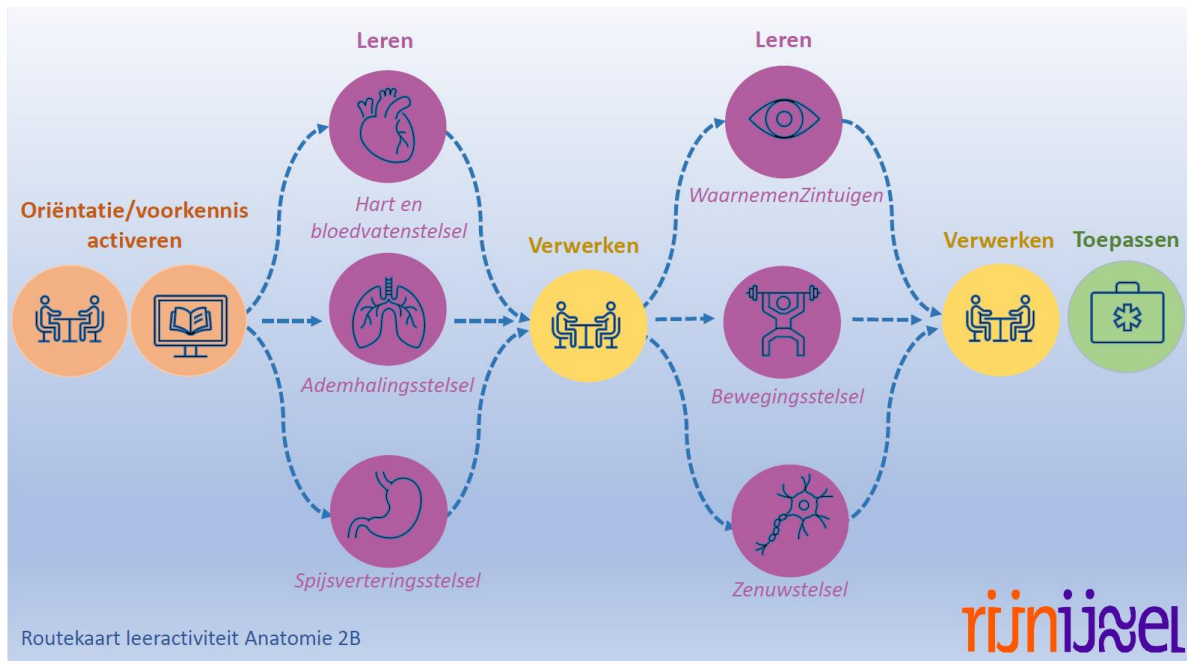 Leren
Leren
Hart en
bloedvatenstelsel
WaarnemenZintuigen
Oriëntatie/voorkennis
activeren
Verwerken
Verwerken
Toepassen
Ademhalingsstelsel
Bewegingsstelsel
Spijsverteringsstelsel
Zenuwstelsel
Routekaart leeractiviteit Anatomie 2B
rijnijssel